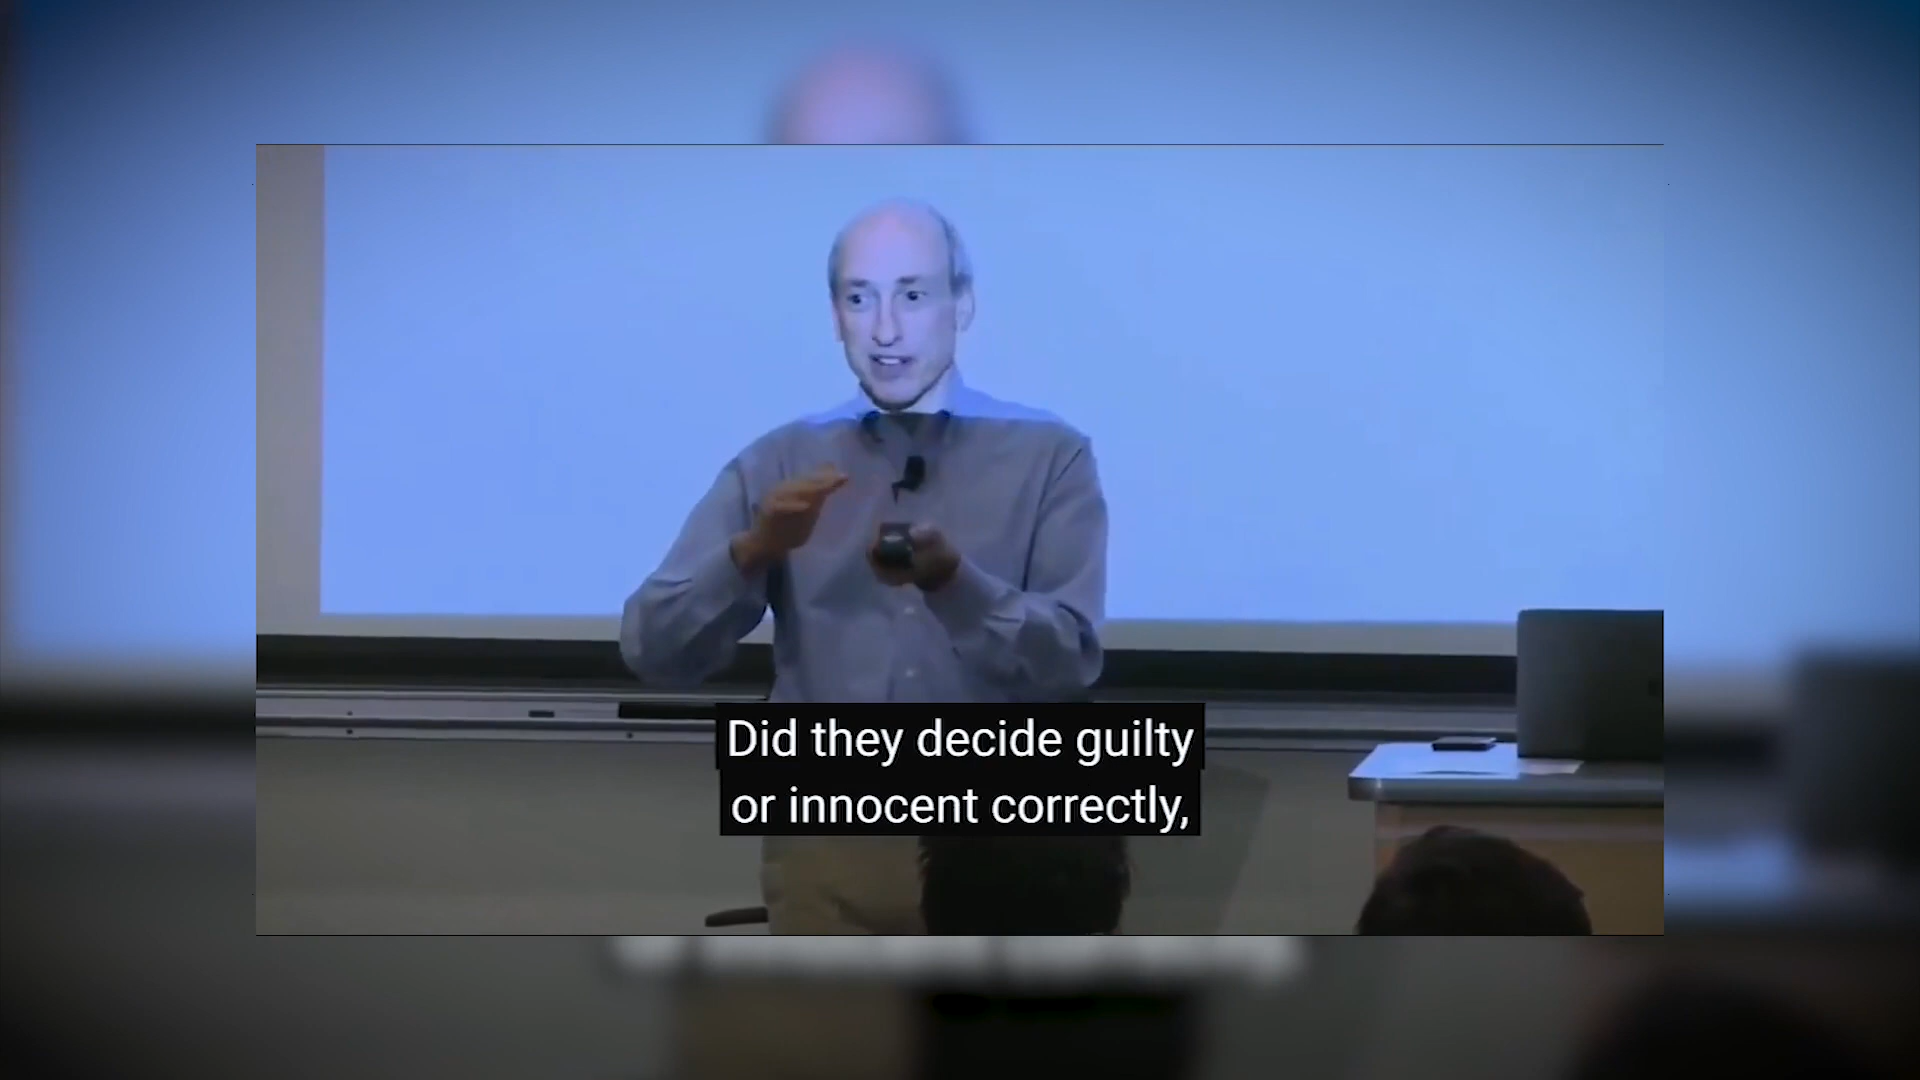 Did they decide guilty
or innocent correctly,